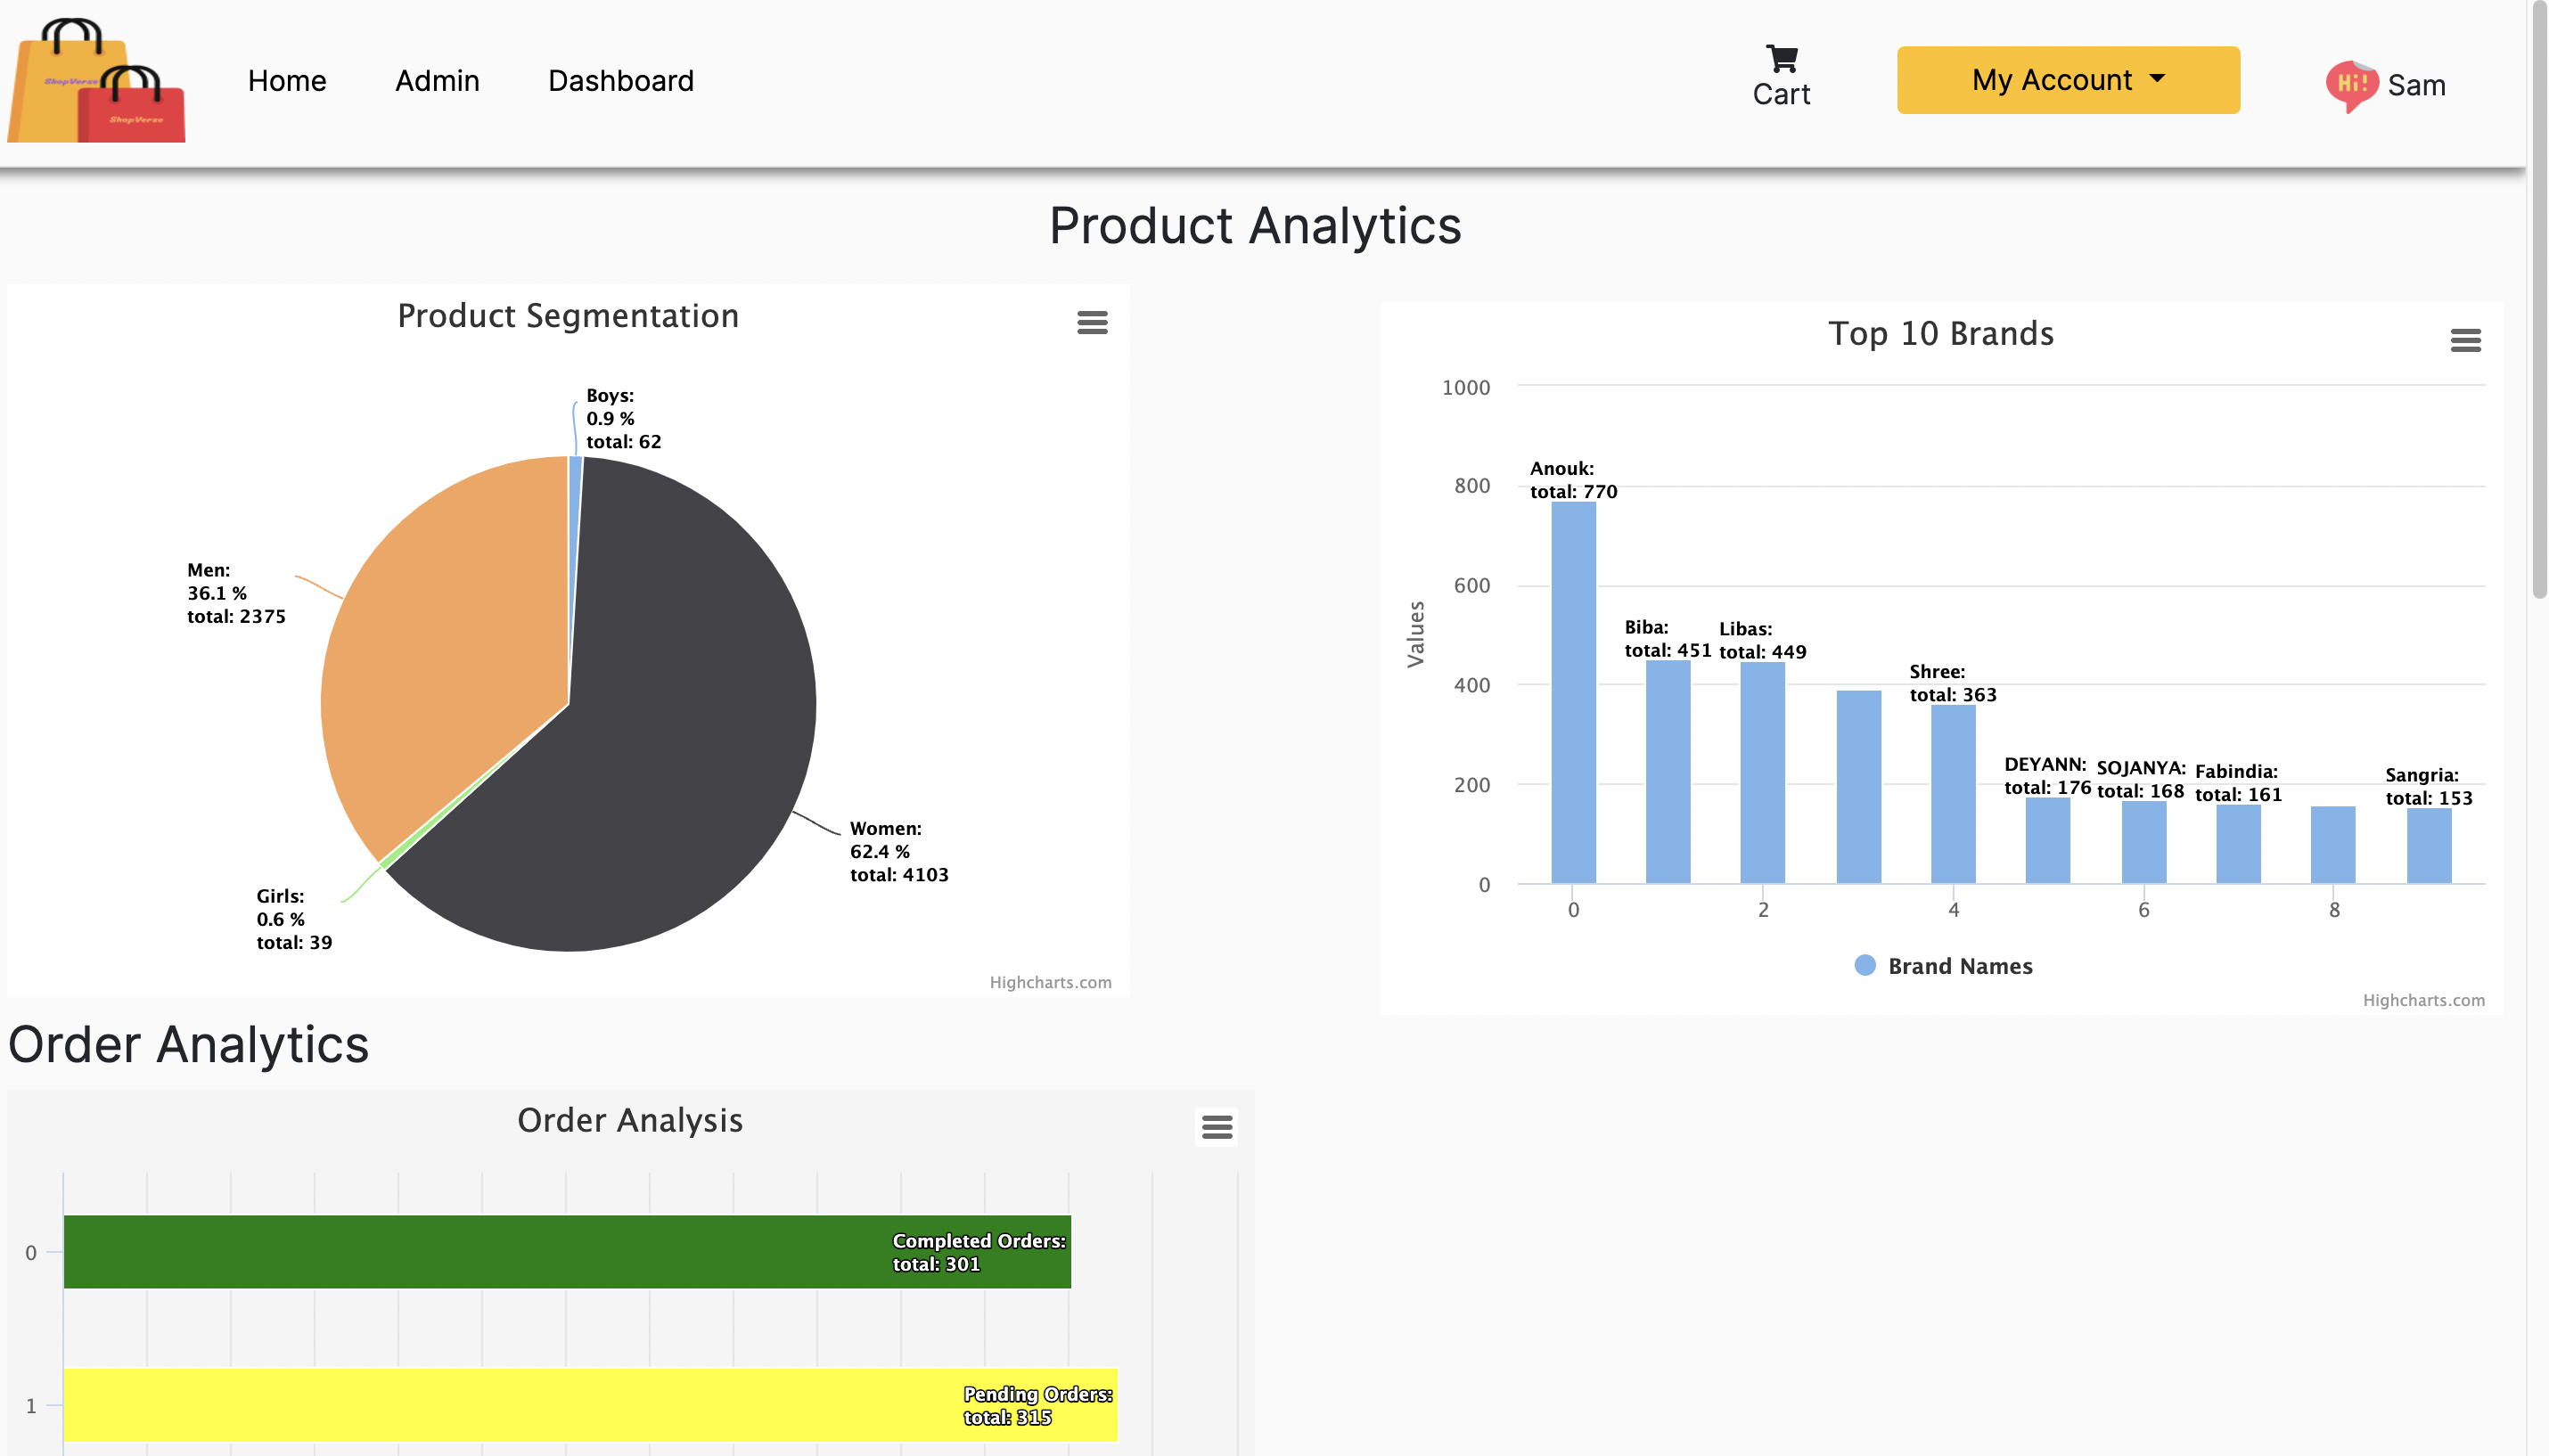 ShopVerse
ShopVerse
Home
Admin
Dashboard
Cart
My Account
Hi!
Sam
Product Analytics
Product Segmentation
Boys:
0.9 %
total: 62
Men:
36.1 %
total: 2375
Women:
62.4 %
total: 4103
Girls:
0.6 %
total: 39
Highcharts.com
Top 10 Brands
Values
1000
800
600
400
200
0
Anouk:
total: 770
Biba:
total: 451
Libas:
total: 449
Shree:
total: 363
DEYANN:
total: 176
SOJANYA:
total: 168
Fabindia:
total: 161
Sangria:
total: 153
0
2
4
6
8
Brand Names
Highcharts.com
Order Analytics
Order Analysis
0
Completed Orders:
total: 301
1
Pending Orders:
total: 315